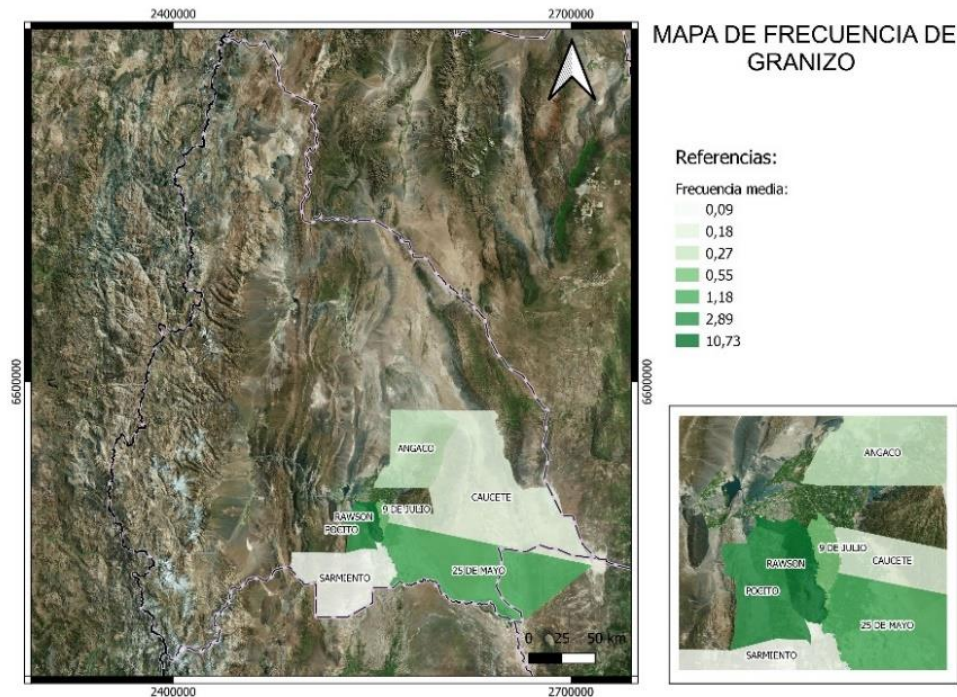 2400000
2700000
MAPA DE FRECUENCIA DE
GRANIZO
Referencias:
Frecuencia media:
0,09
0,18
0,27
0,55
1,18
2,89
10,73
6600000
6600000
ANGACO
CAUCETE
9 DE JULIO
RAWSON
POCITO
25 DE MAYO
SARMIENTO
0 25 50 km
2400000
2700000
ANGACO
9 DE JULIO
CAUCETE
RAWSON
POCITO
25 DE MAYO
SARMIENTO